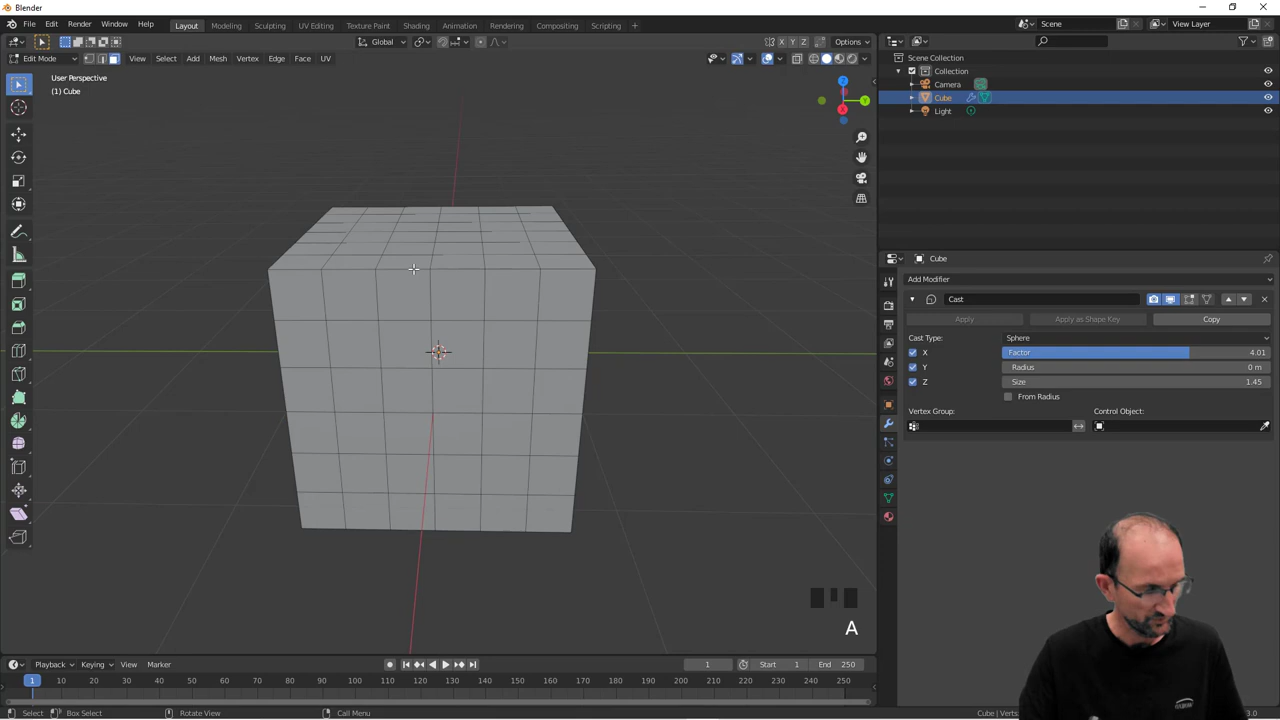 Blender
File Edit Render Window Help Layout Modeling Sculpting UV Editing Texture Paint Shading Animation Rendering Compositing Scripting + Scene View Layer
Global X Y Z Options
Edit Mode View Select Add Mesh Vertex Edge Face UV
User Perspective
(1) Cube
Z
Y
X
Scene Collection
Collection
Camera
Cube
Light
Cube
Add Modifier
Cast
Apply Apply as Shape Key Copy
Cast Type: Sphere
X Factor 4.01
Y Radius 0 m
Z Size 1.45
From Radius
Vertex Group: Control Object:
A
Playback Keying View Marker 1 Start 1 End 250
1 10 20 30 40 50 60 70 80 90 100 110 120 130 140 150 160 170 180 190 200 210 220 230 240 250
Select Box Select Rotate View Call Menu Cube | Verts: 3.0